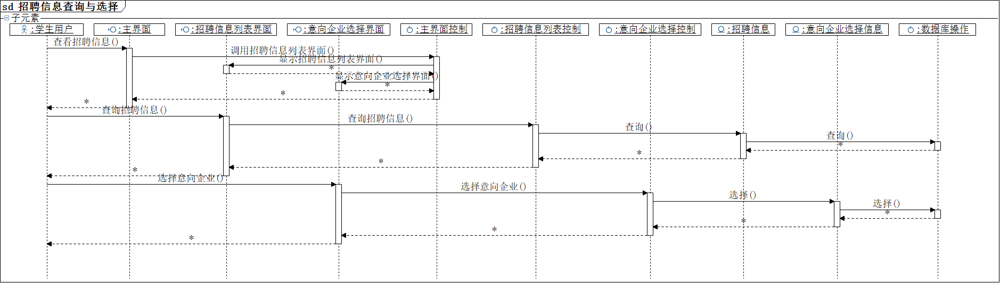 sd 招聘信息查询与选择
子元素
:学生用户
:主界面
:招聘信息列表界面
:意向企业选择界面
:主界面控制
:招聘信息列表控制
:意向企业选择控制
:招聘信息
:意向企业选择信息
:数据库操作
查看招聘信息()
调用招聘信息列表界面()
显示招聘信息列表界面()
*
显示意向企业选择界面()
*
*
*
查询招聘信息()
查询招聘信息()
查询()
查询()
*
*
*
*
选择意向企业()
选择意向企业()
选择()
选择()
*
*
*
*